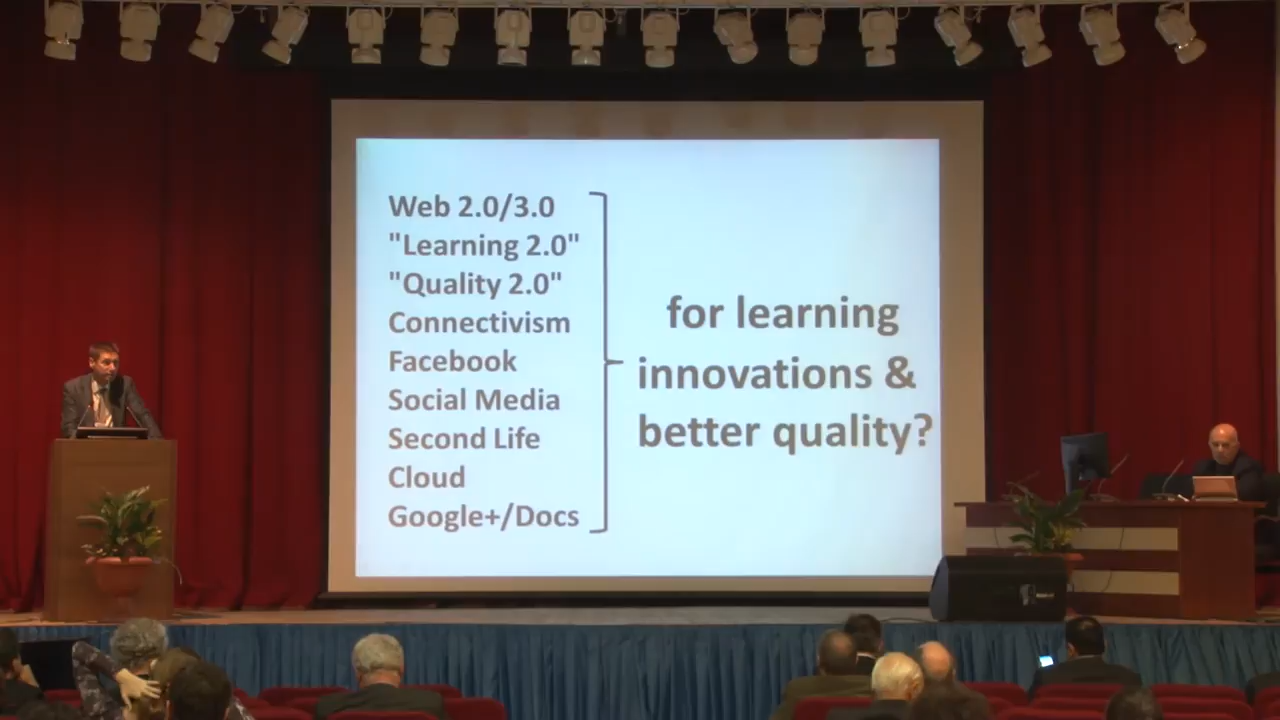 Web 2.0/3.0
"Learning 2.0"
"Quality 2.0"
Connectivism
Facebook
Social Media
Second Life
Cloud
Google+/Docs
for learning
innovations &
better quality?